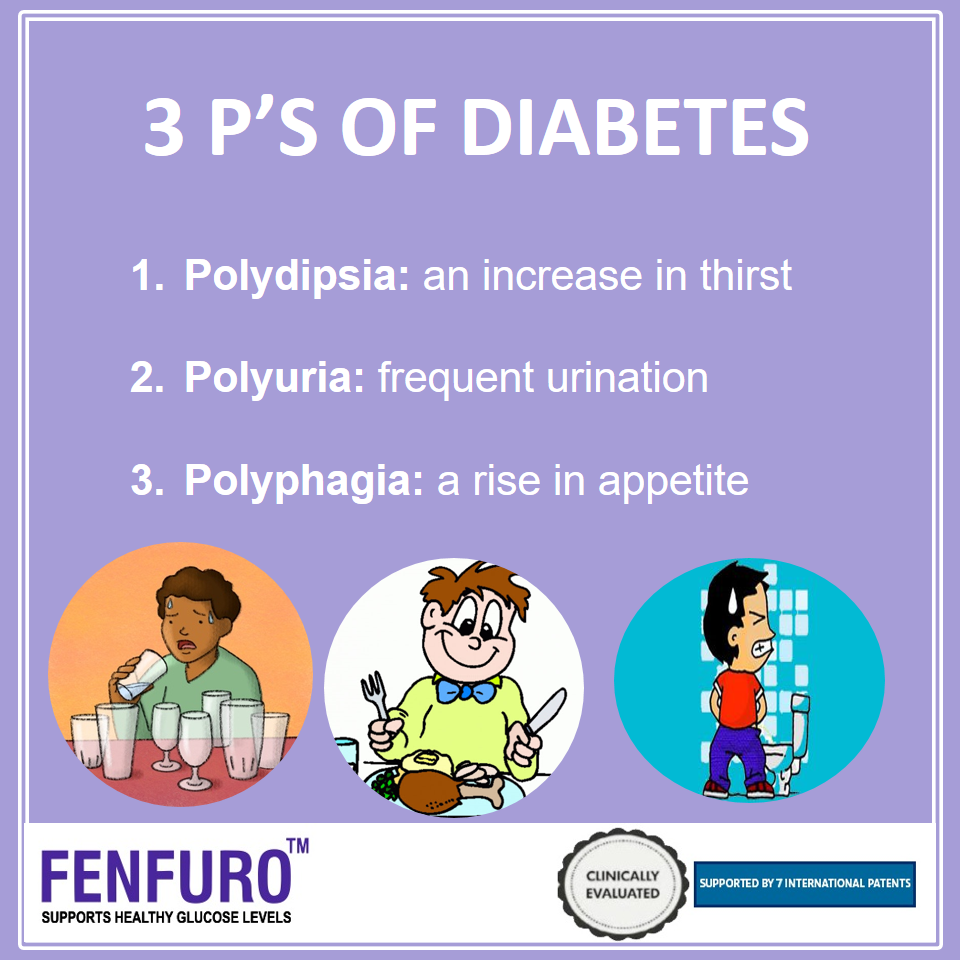 3 P’S OF DIABETES
1. Polydipsia: an increase in thirst
2. Polyuria: frequent urination
3. Polyphagia: a rise in appetite
FENFURO™
SUPPORTS HEALTHY GLUCOSE LEVELS
CLINICALLY
EVALUATED
SUPPORTED BY 7 INTERNATIONAL PATENTS